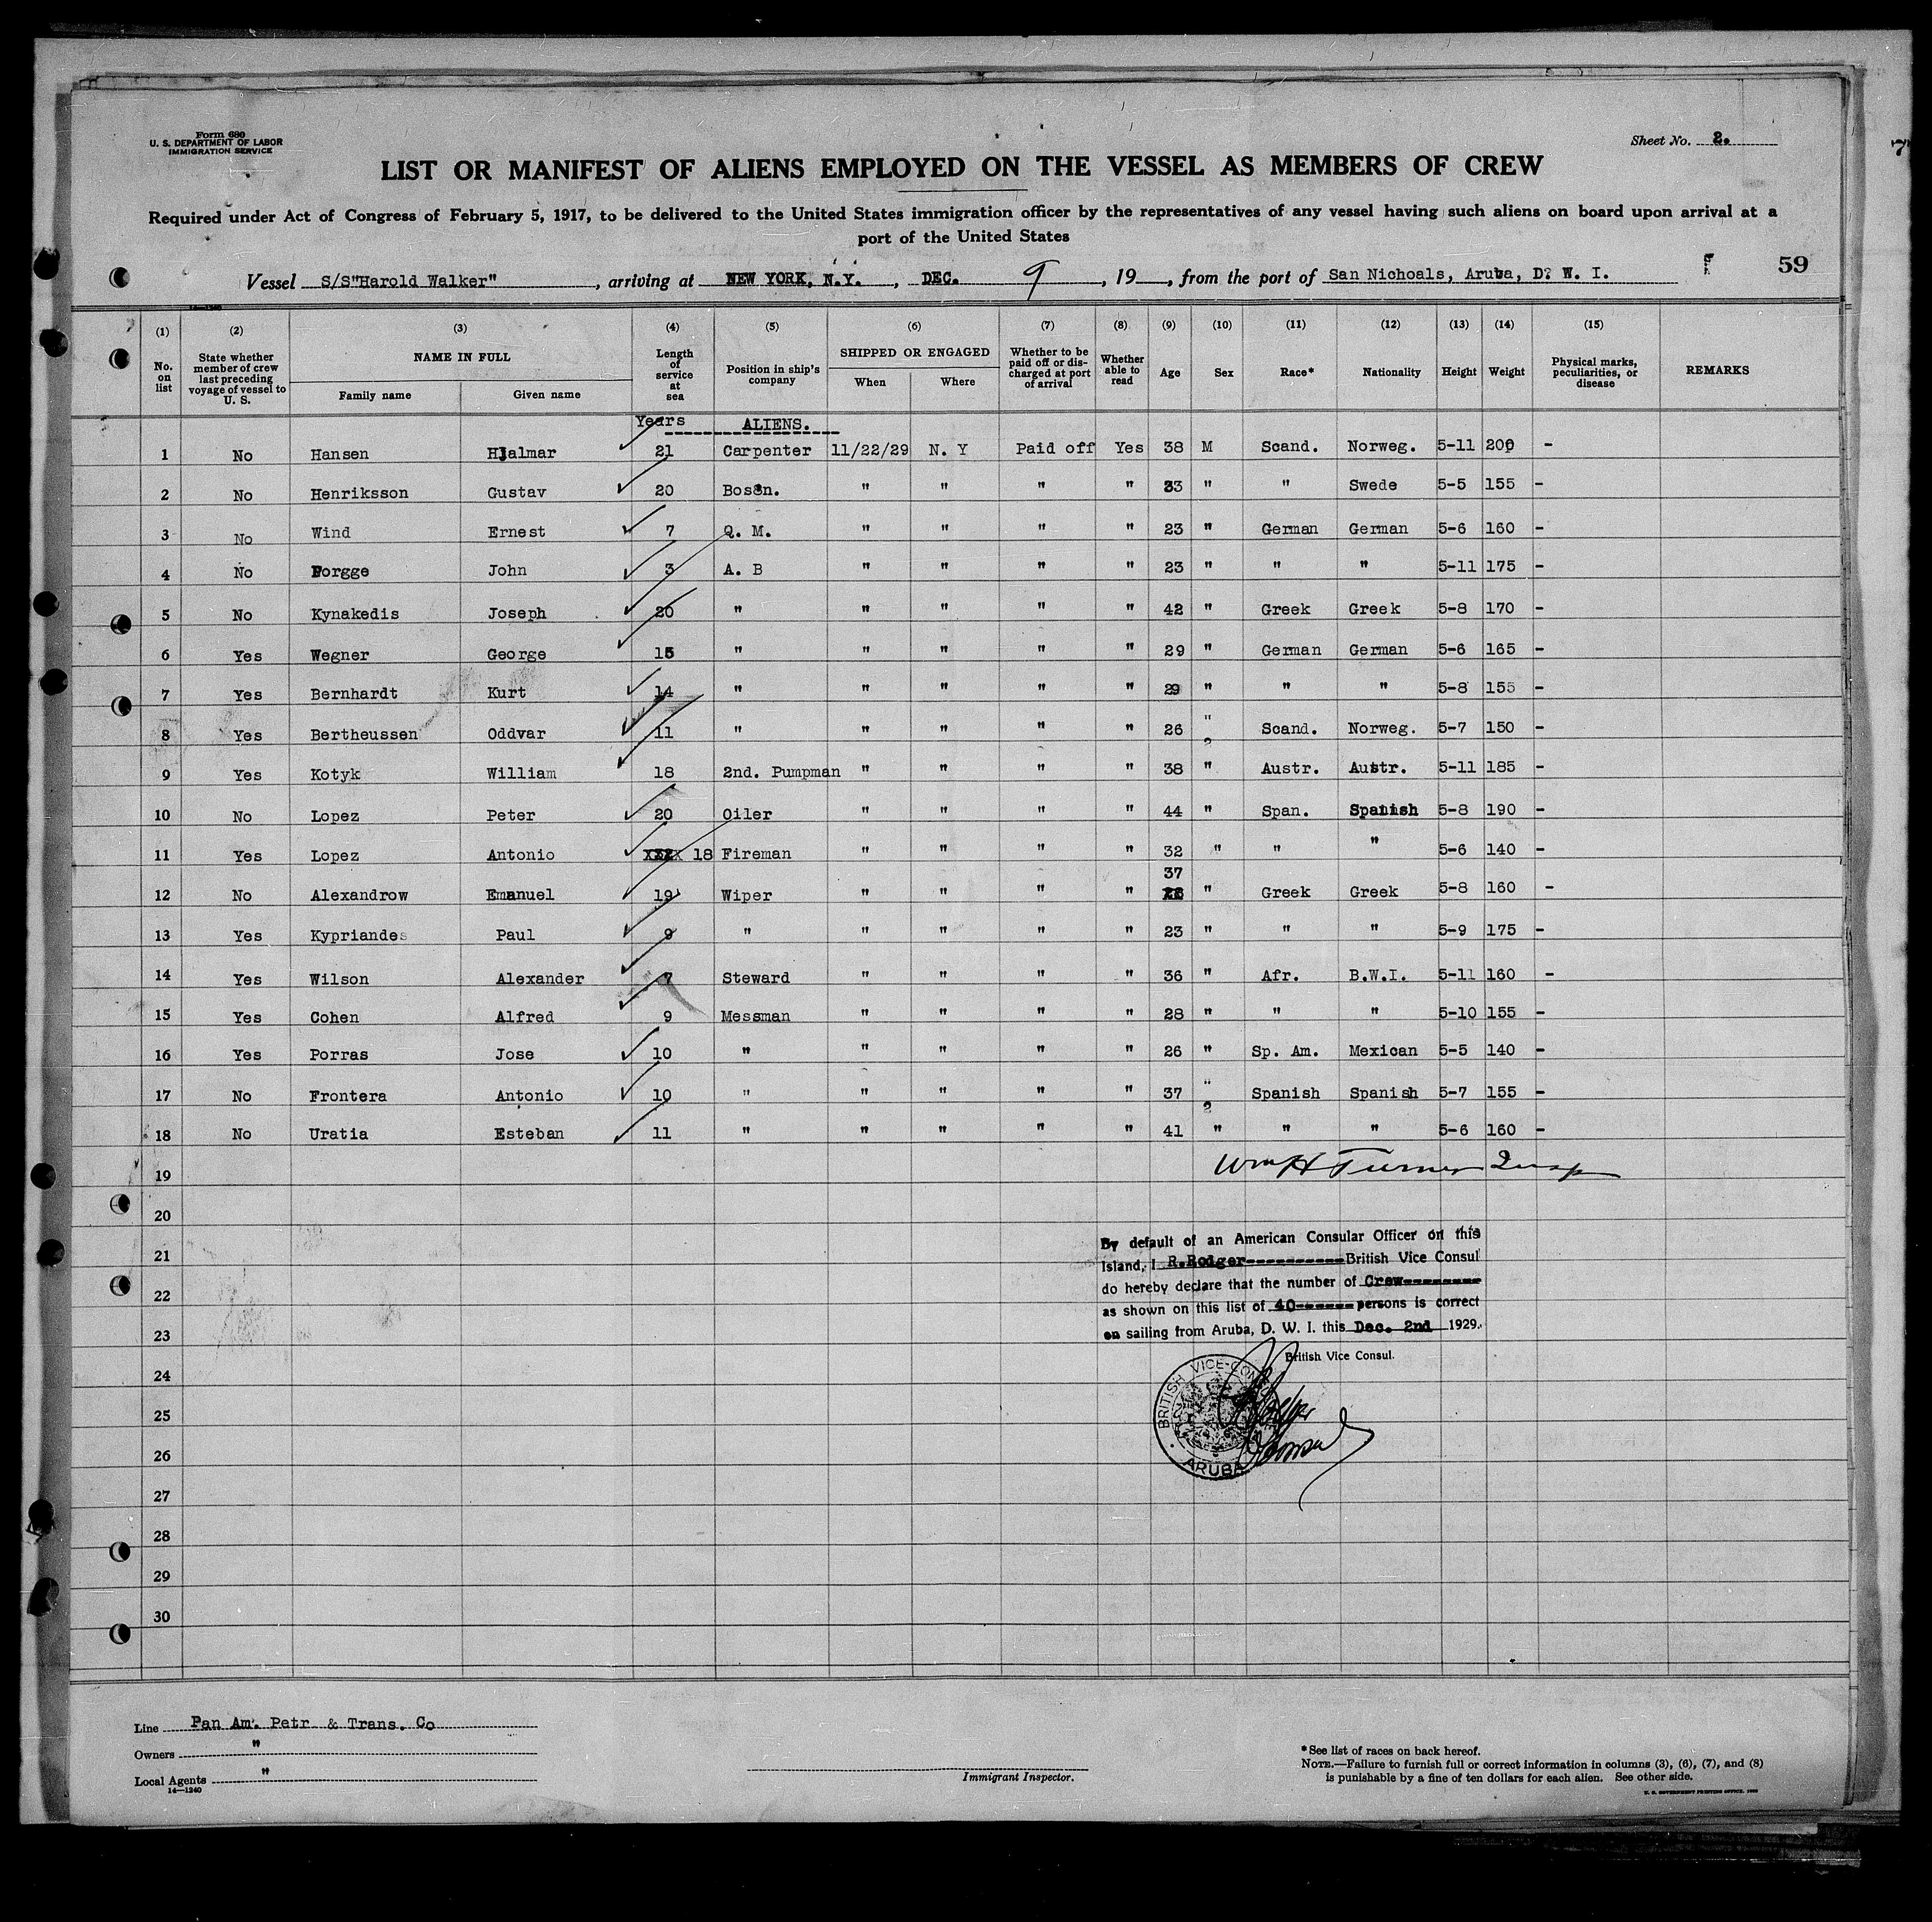 Form 680
U. S. DEPARTMENT OF LABOR
IMMIGRATION SERVICE
Sheet No. 2.
LIST OR MANIFEST OF ALIENS EMPLOYED ON THE VESSEL AS MEMBERS OF CREW
Required under Act of Congress of February 5, 1917, to be delivered to the United States immigration officer by the representatives of any vessel having such aliens on board upon arrival at a
port of the United States
59
Vessel S/S"Harold Walker", arriving at NEW YORK, N.Y., DEC. 9, 19__, from the port of San Nichoals, Aruba, D. W. I.
(1) (2) (3) (4) (5) (6) (7) (8) (9) (10) (11) (12) (13) (14) (15)
No. on list
State whether member of crew last preceding voyage of vessel to U. S.
NAME IN FULL
Family name Given name
Length of service at sea
Position in ship's company
SHIPPED OR ENGAGED
When Where
Whether to be paid off or discharged at port of arrival
Whether able to read
Age Sex Race* Nationality Height Weight
Physical marks, peculiarities, or disease
REMARKS
Years ALIENS.
1 No Hansen Hjalmar 21 Carpenter 11/22/29 N. Y Paid off Yes 38 M Scand. Norweg. 5-11 200 -
2 No Henriksson Gustav 20 Bosn. " " " " 33 " " Swede 5-5 155 -
3 No Wind Ernest 7 Q. M. " " " " 23 " German German 5-6 160 -
4 No Porgge John 3 A. B " " " " 23 " " " 5-11 175 -
5 No Kynakedis Joseph 20 " " " " " 42 " Greek Greek 5-8 170 -
6 Yes Wegner George 15 " " " " " 29 " German German 5-6 165 -
7 Yes Bernhardt Kurt 14 " " " " " 29 " " " 5-8 155 -
8 Yes Bertheussen Oddvar 11 " " " " " 26 " Scand. Norweg. 5-7 150 -
9 Yes Kotyk William 18 2nd. Pumpman " " " " 38 " Austr. Austr. 5-11 185 -
10 No Lopez Peter 20 Oiler " " " " 44 " Span. Spanish 5-8 190 -
11 Yes Lopez Antonio 18 Fireman " " " " 32 " " " 5-6 140 -
12 No Alexandrow Emanuel 19 Wiper " " " " 37 " Greek Greek 5-8 160 -
13 Yes Kypriandes Paul 9 " " " " " 23 " " " 5-9 175 -
14 Yes Wilson Alexander 7 Steward " " " " 36 " Afr. B.W.I. 5-11 160 -
15 Yes Cohen Alfred 9 Messman " " " " 28 " " " 5-10 155 -
16 Yes Porras Jose 10 " " " " " 26 " Sp. Am. Mexican 5-5 140 -
17 No Frontera Antonio 10 " " " " " 37 " Spanish Spanish 5-7 155 -
18 No Uratia Esteban 11 " " " " " 41 " " " 5-6 160 -
19 Wm H Turner Insp
20
21
22
23
24
25
26
27
28
29
30
By default of an American Consular Officer on this
Island, I R.Rodger----------British Vice Consul
do hereby declare that the number of Crew--------
as shown on this list of 40------persons is correct
on sailing from Aruba, D. W. I. this Dec. 2nd 1929.
British Vice Consul.
BRITISH VICE-CON
ARUBA
Line Pan Am. Petr & Trans. Co
Owners "
Local Agents "
14—1240
Immigrant Inspector.
*See list of races on back hereof.
NOTE.—Failure to furnish full or correct information in columns (3), (6), (7), and (8)
is punishable by a fine of ten dollars for each alien. See other side.